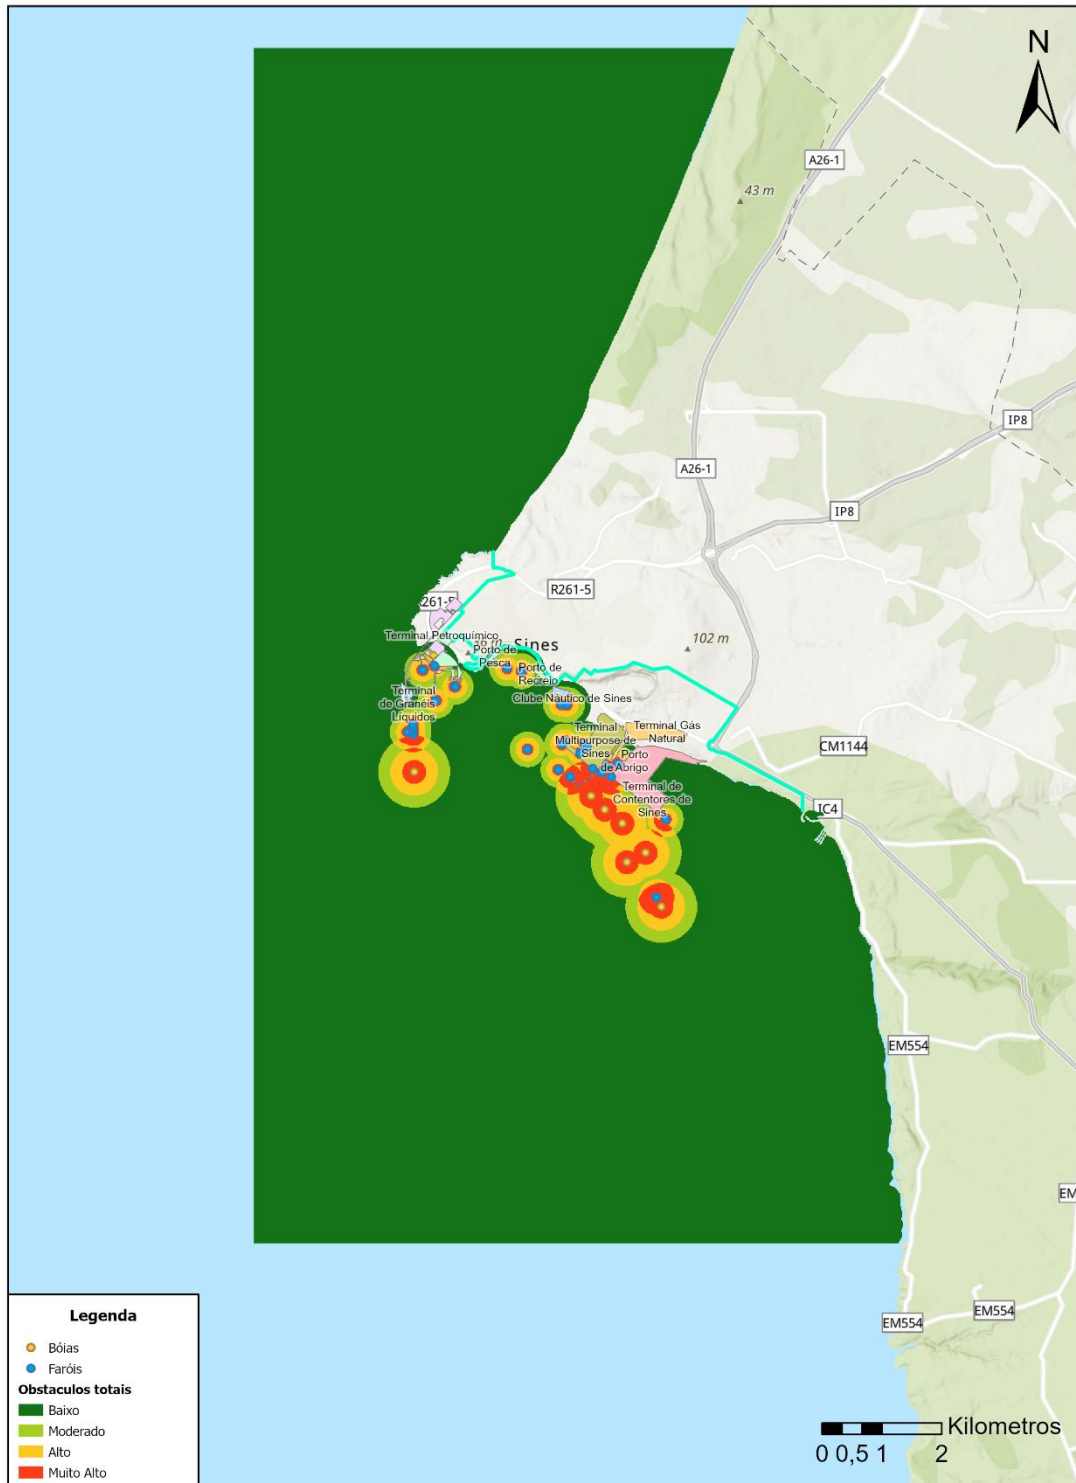 N
A26-1
43 m
IP8
A26-1
IP8
R261-5
261-5
Terminal Petroquímico
Sines
102 m
Porto de
Pesca
Porto de
Recreio
Terminal
de Granéis
Líquidos
Clube Náutico de Sines
Terminal
Multipurpose de
Sines
Terminal Gás
Natural
Porto
de Abrigo
CM1144
Terminal de
Contentores de
Sines
IC4
EM554
EM
EM554
EM554
Legenda
Bóias
Faróis
Obstaculos totais
Baixo
Moderado
Alto
Muito Alto
Kilometros
0 0,5 1 2